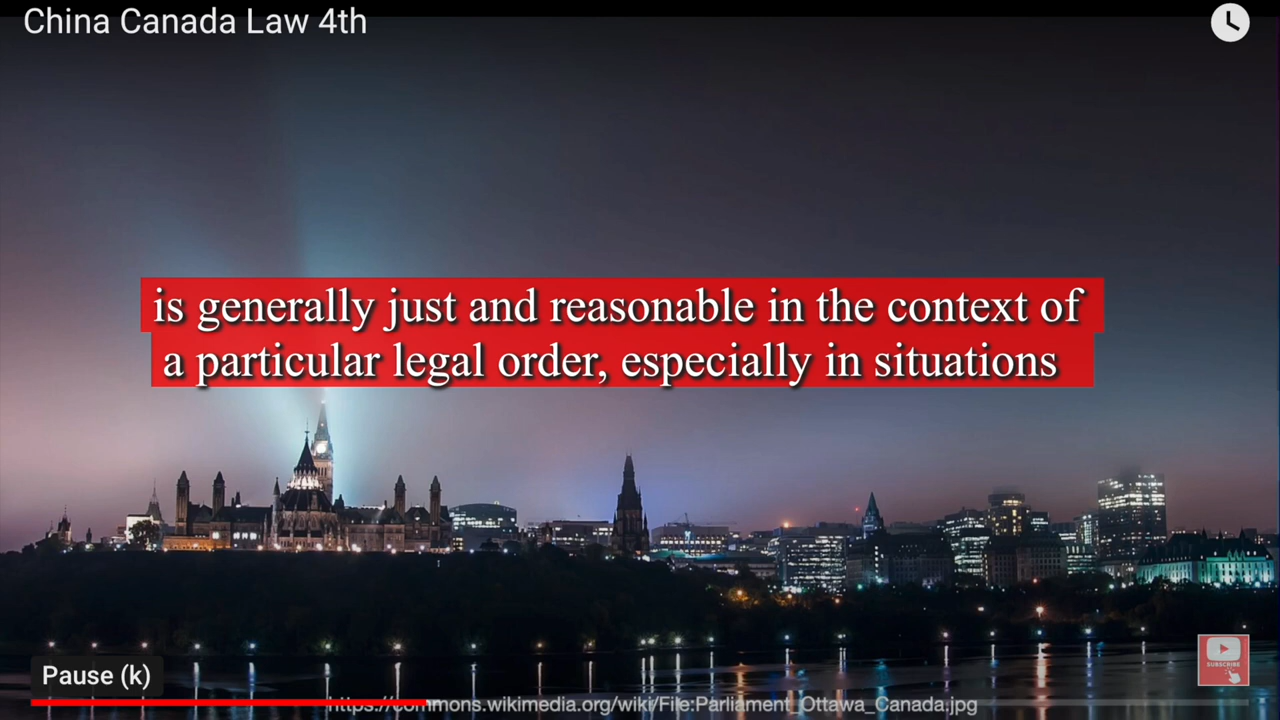 China Canada Law 4th
is generally just and reasonable in the context of
a particular legal order, especially in situations
SUBSCRIBE
Pause (k)
https://commons.wikimedia.org/wiki/File:Parliament_Ottawa_Canada.jpg